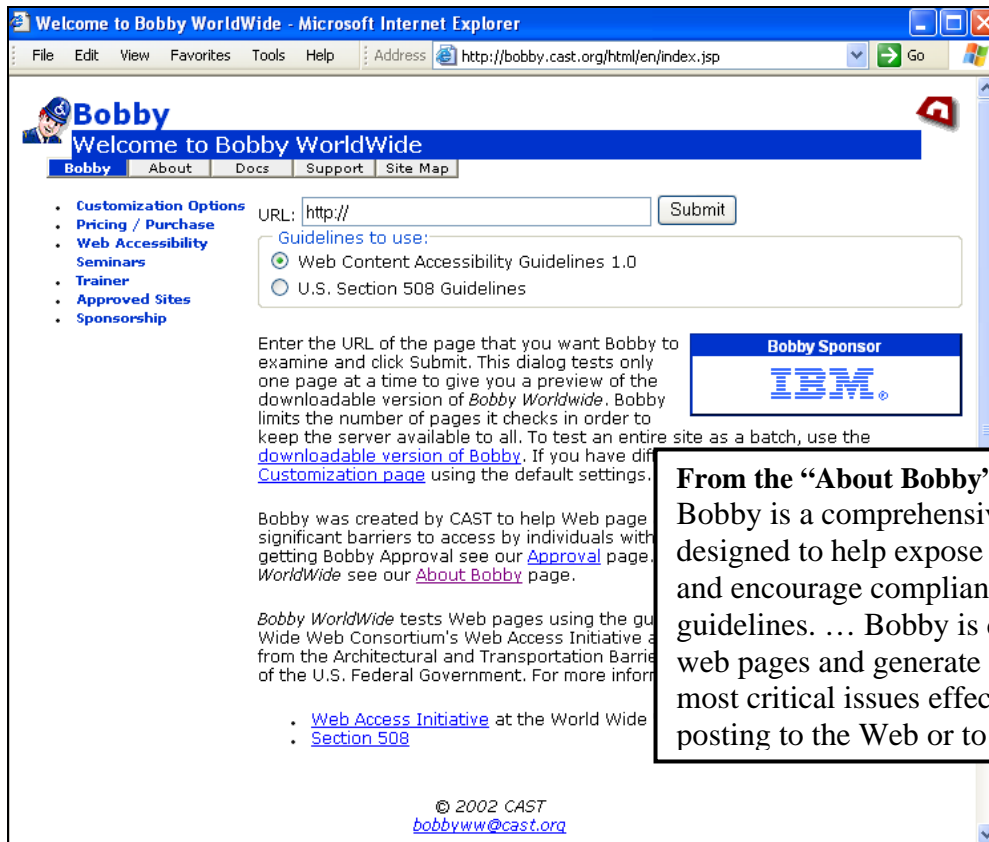 Welcome to Bobby WorldWide - Microsoft Internet Explorer
File Edit View Favorites Tools Help Address http://bobby.cast.org/html/en/index.jsp Go
Bobby
Welcome to Bobby WorldWide
Bobby About Docs Support Site Map
Customization Options
Pricing / Purchase
Web Accessibility
Seminars
Trainer
Approved Sites
Sponsorship
URL: http:// Submit
Guidelines to use:
Web Content Accessibility Guidelines 1.0
U.S. Section 508 Guidelines
Enter the URL of the page that you want Bobby to
examine and click Submit. This dialog tests only
one page at a time to give you a preview of the
downloadable version of Bobby Worldwide. Bobby
limits the number of pages it checks in order to
keep the server available to all. To test an entire site as a batch, use the
downloadable version of Bobby. If you have dif
Customization page using the default settings.
Bobby Sponsor
IBM®
Bobby was created by CAST to help Web page
significant barriers to access by individuals with
getting Bobby Approval see our Approval page.
WorldWide see our About Bobby page.
Bobby WorldWide tests Web pages using the gu
Wide Web Consortium's Web Access Initiative a
from the Architectural and Transportation Barrie
of the U.S. Federal Government. For more infor
Web Access Initiative at the World Wide
Section 508
From the “About Bobby”
Bobby is a comprehensiv
designed to help expose
and encourage complian
guidelines. … Bobby is
web pages and generate
most critical issues effec
posting to the Web or to
© 2002 CAST
bobbyww@cast.org